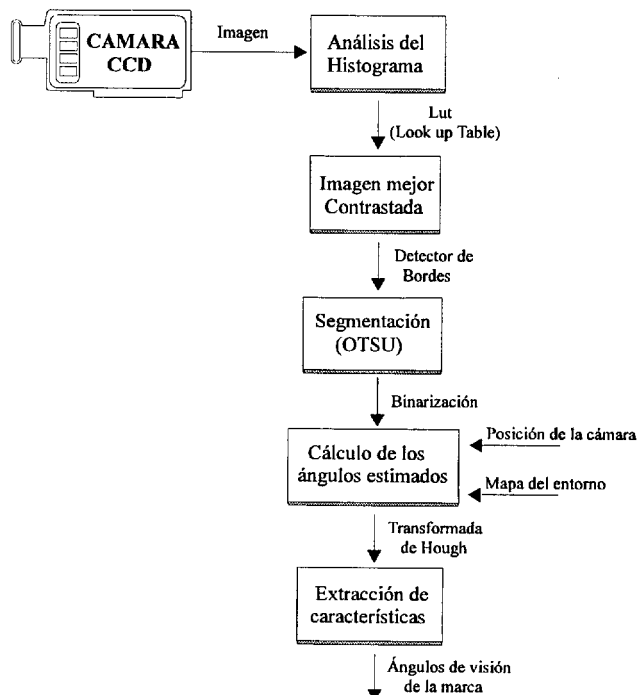 CAMARA
CCD
Imagen
Análisis del
Histograma
Lut
(Look up Table)
Imagen mejor
Contrastada
Detector de
Bordes
Segmentación
(OTSU)
Binarización
Cálculo de los
ángulos estimados
Posición de la cámara
Mapa del entorno
Transformada
de Hough
Extracción de
características
Ángulos de visión
de la marca